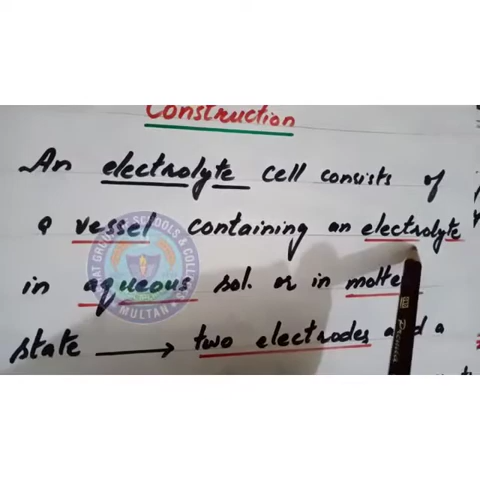 Construction
An electrolyte cell consists of
a vessel containing an electrolyte
in aqueous sol. or in molte
state → two electrodes and a